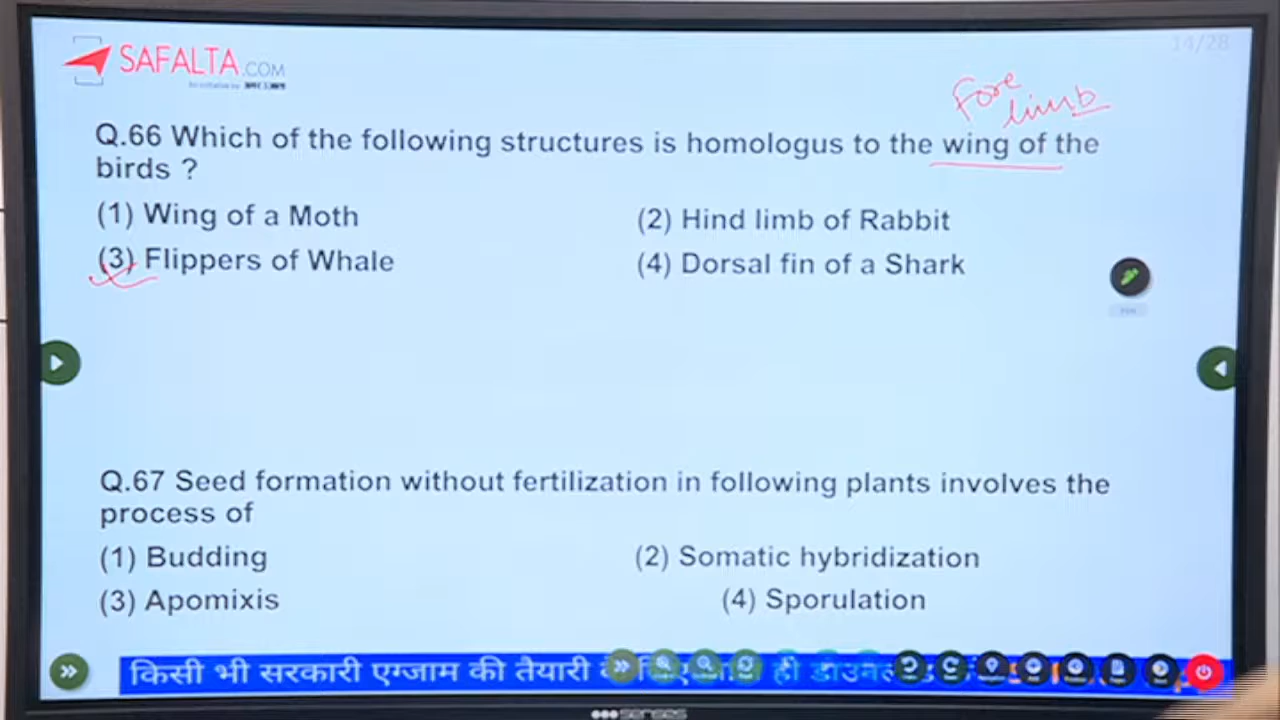 14/28
SAFALTA.COM
Fore
limb
Q.66 Which of the following structures is homologus to the wing of the
birds ?
(1) Wing of a Moth
(2) Hind limb of Rabbit
(3) Flippers of Whale
(4) Dorsal fin of a Shark
Q.67 Seed formation without fertilization in following plants involves the
process of
(1) Budding
(2) Somatic hybridization
(3) Apomixis
(4) Sporulation
किसी भी सरकारी एग्जाम की तैयारी ही
senses